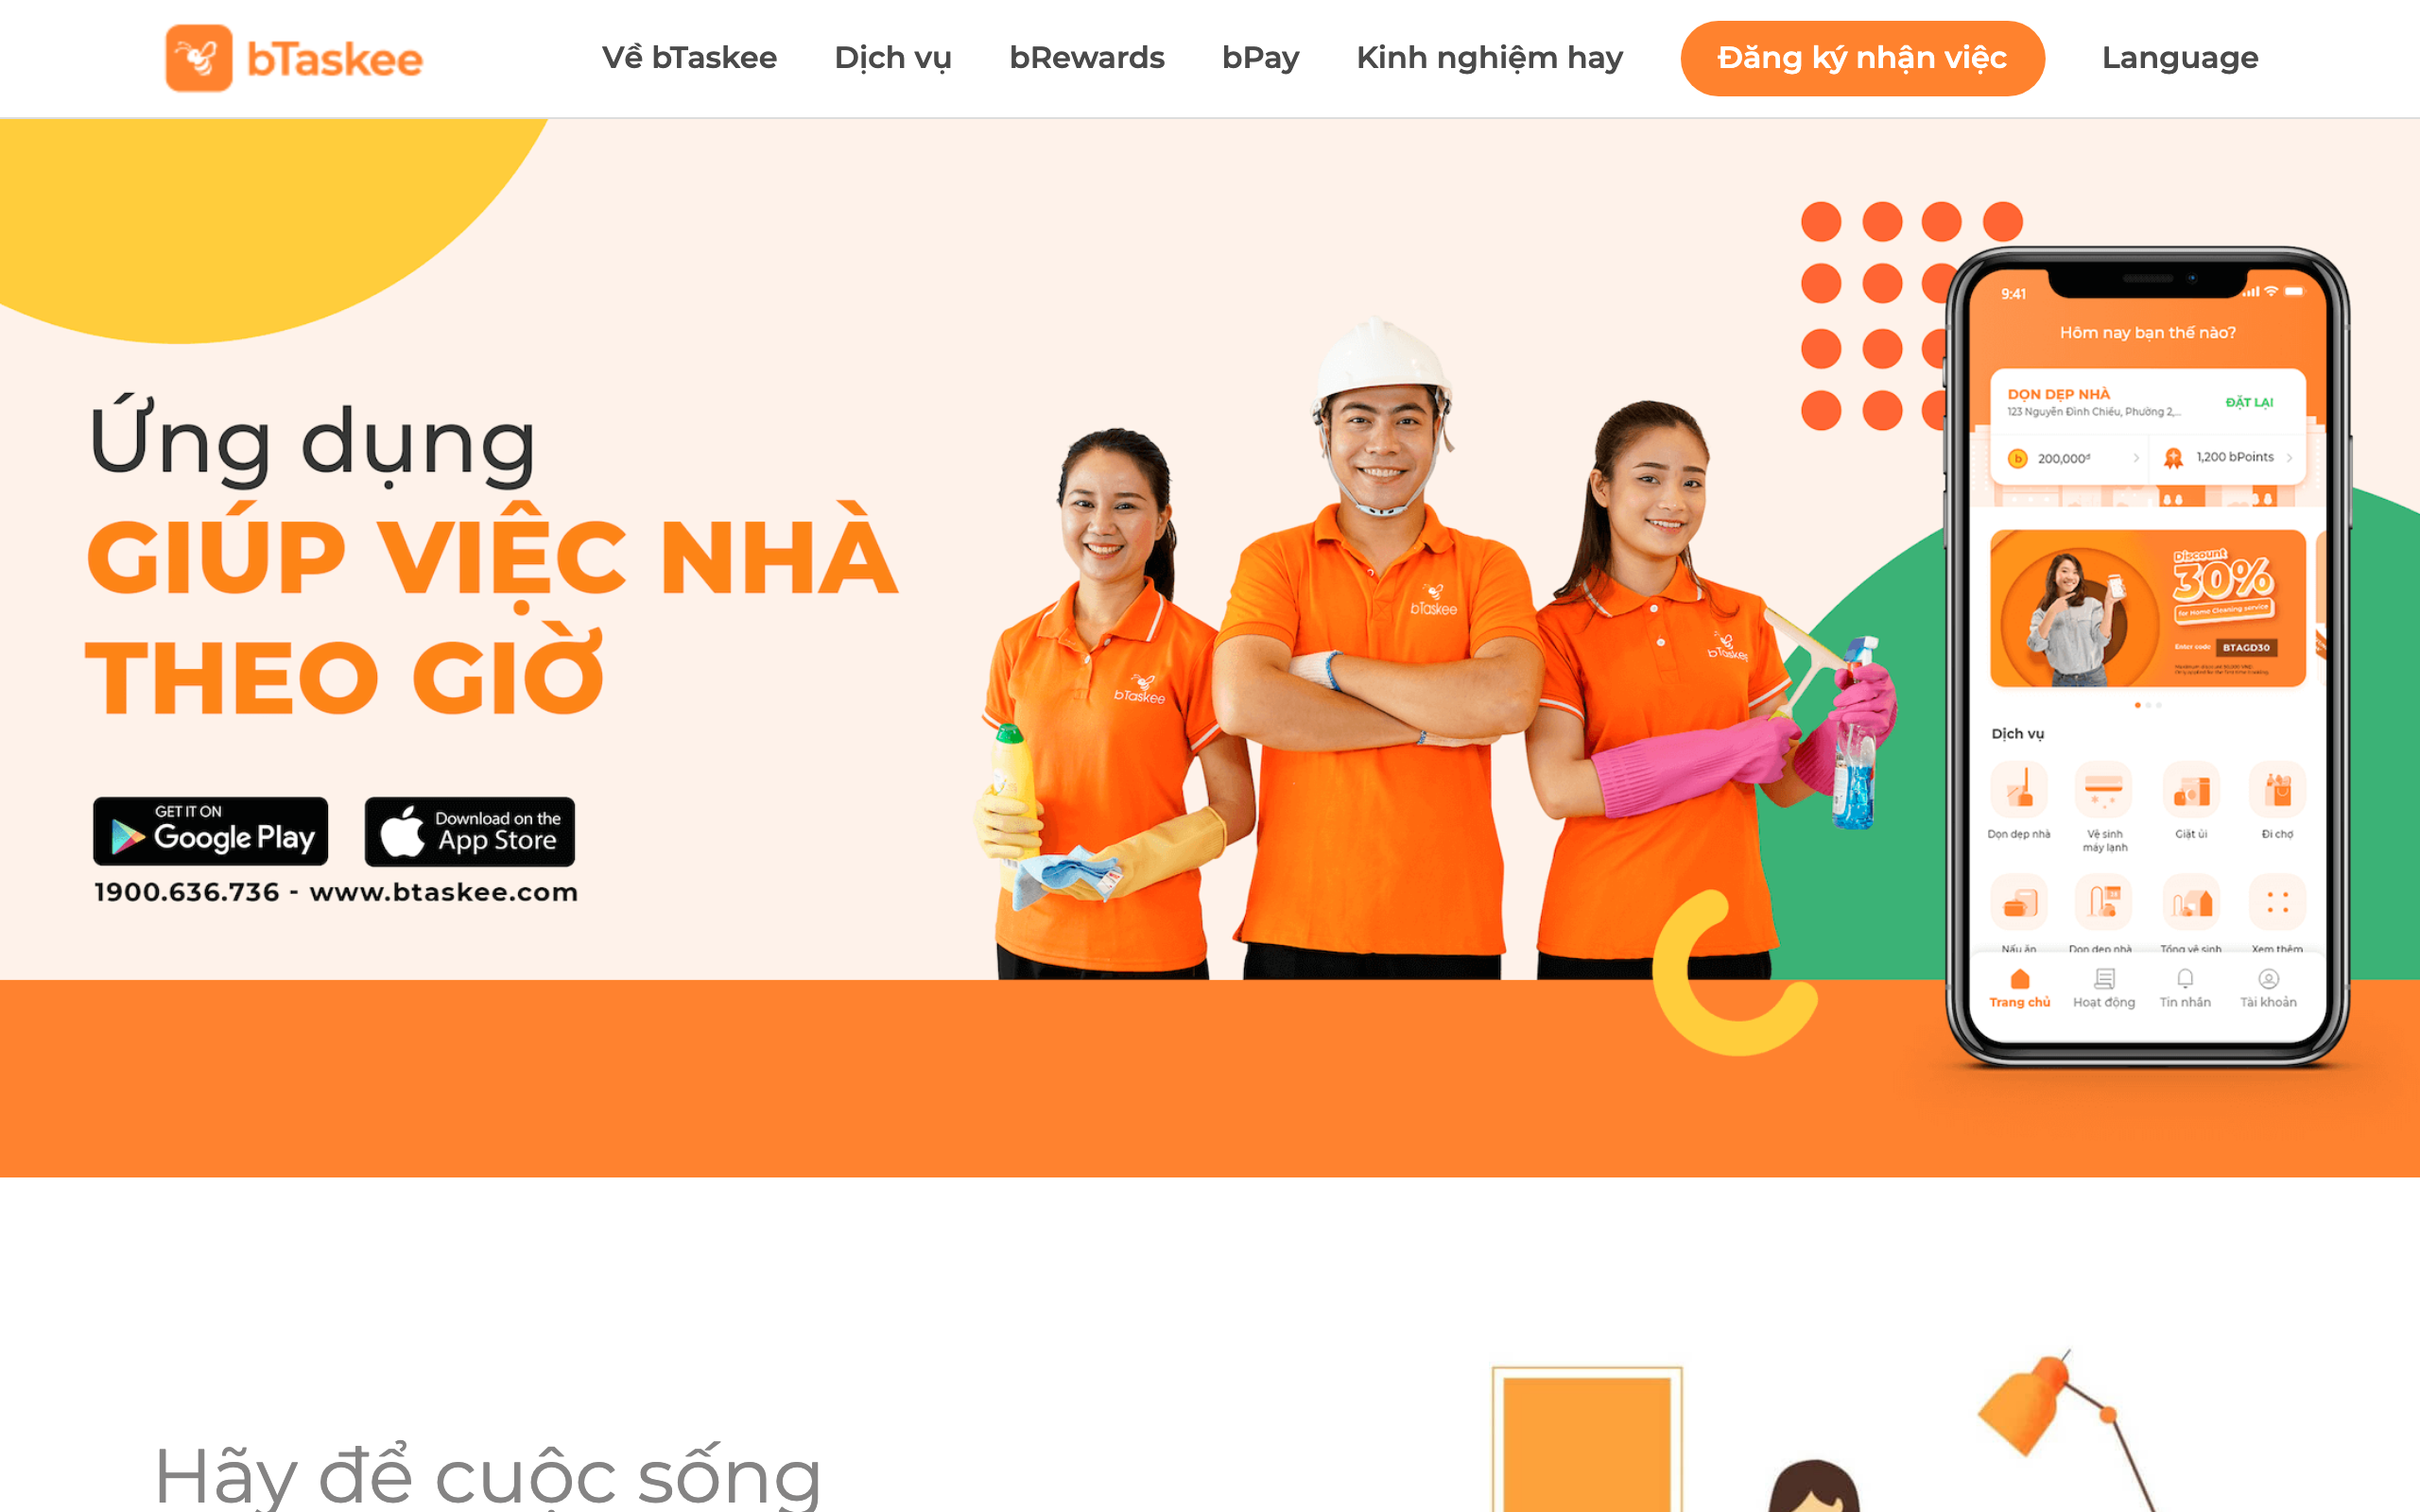 bTaskee
Về bTaskee
Dịch vụ
bRewards
bPay
Kinh nghiệm hay
Đăng ký nhận việc
Language
Ứng dụng
GIÚP VIỆC NHÀ
THEO GIỜ
GET IT ON
Google Play
Download on the
App Store
1900.636.736 - www.btaskee.com
bTaskee
bTaskee
bTaskee
9:41
Hôm nay bạn thế nào?
DỌN DẸP NHÀ
ĐẶT LẠI
123 Nguyễn Đình Chiểu, Phường 2,...
200,000đ
1,200 bPoints
Discount
30%
for Home Cleaning service
Enter code BTAGD30
Dịch vụ
Dọn dẹp nhà
Vệ sinh
máy lạnh
Giặt ủi
Đi chợ
Nấu ăn
Dọn dẹp nhà
Tổng vệ sinh
Xem thêm
Trang chủ
Hoạt động
Tin nhắn
Tài khoản
Hãy để cuộc sống